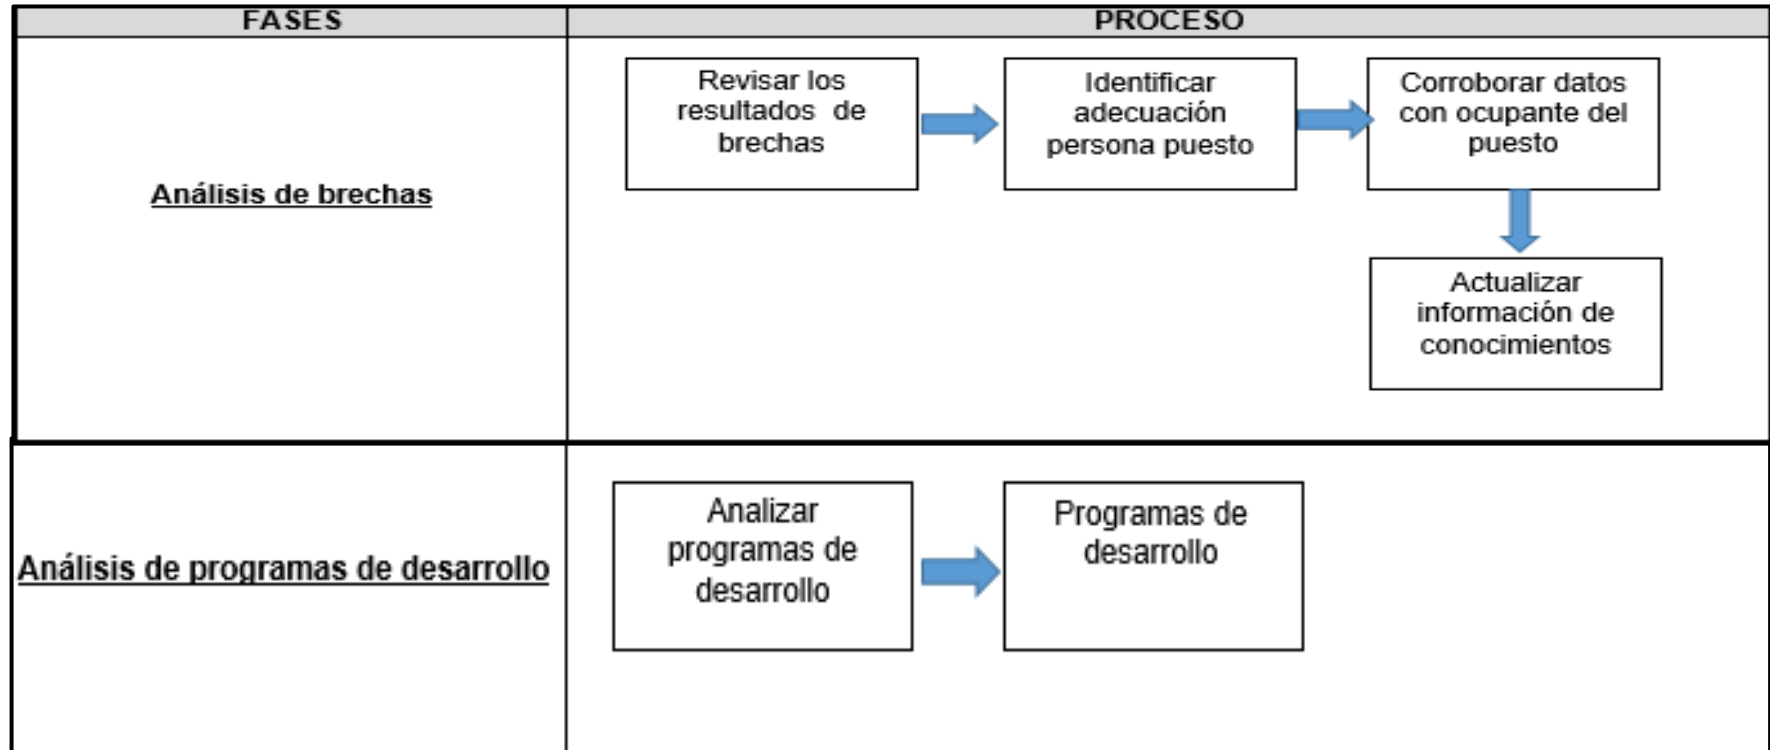 FASES
PROCESO
Análisis de brechas
Revisar los
resultados de
brechas
Identificar
adecuación
persona puesto
Corroborar datos
con ocupante del
puesto
Actualizar
información de
conocimientos
Análisis de programas de desarrollo
Analizar
programas de
desarrollo
Programas de
desarrollo